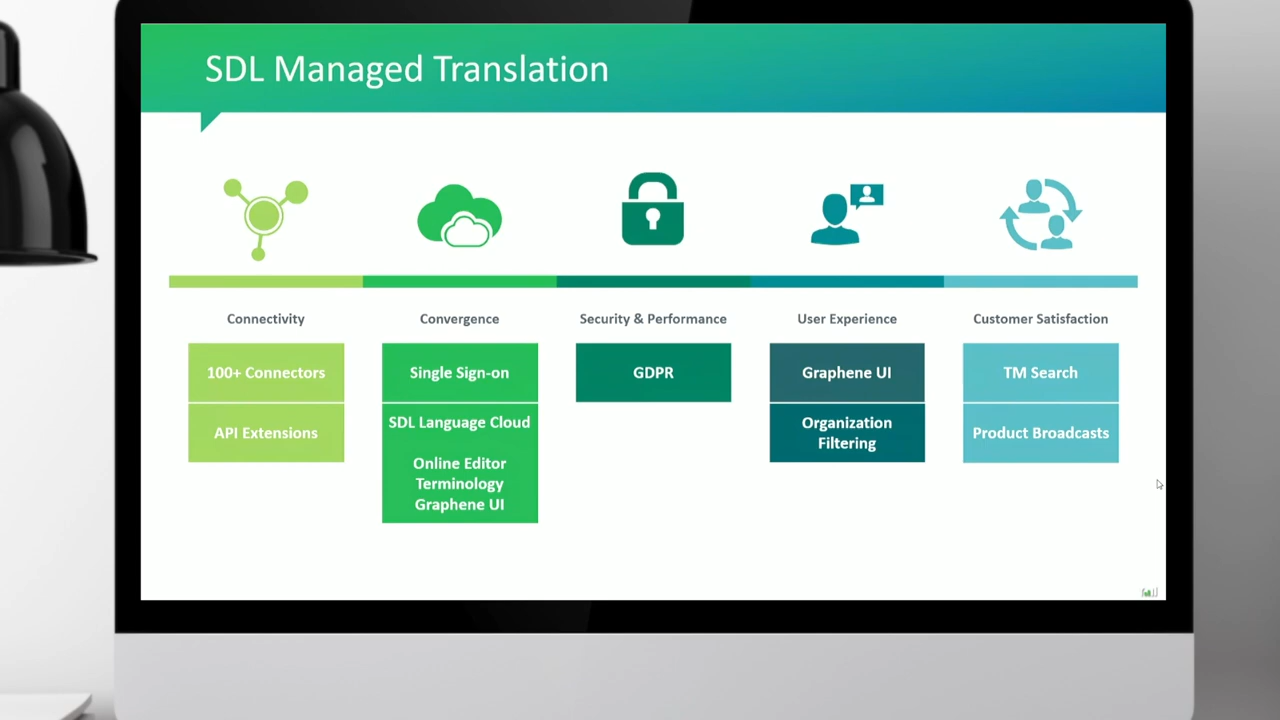 SDL Managed Translation
Connectivity
Convergence
Security & Performance
User Experience
Customer Satisfaction
100+ Connectors
API Extensions
Single Sign-on
SDL Language Cloud
Online Editor
Terminology
Graphene UI
GDPR
Graphene UI
Organization
Filtering
TM Search
Product Broadcasts